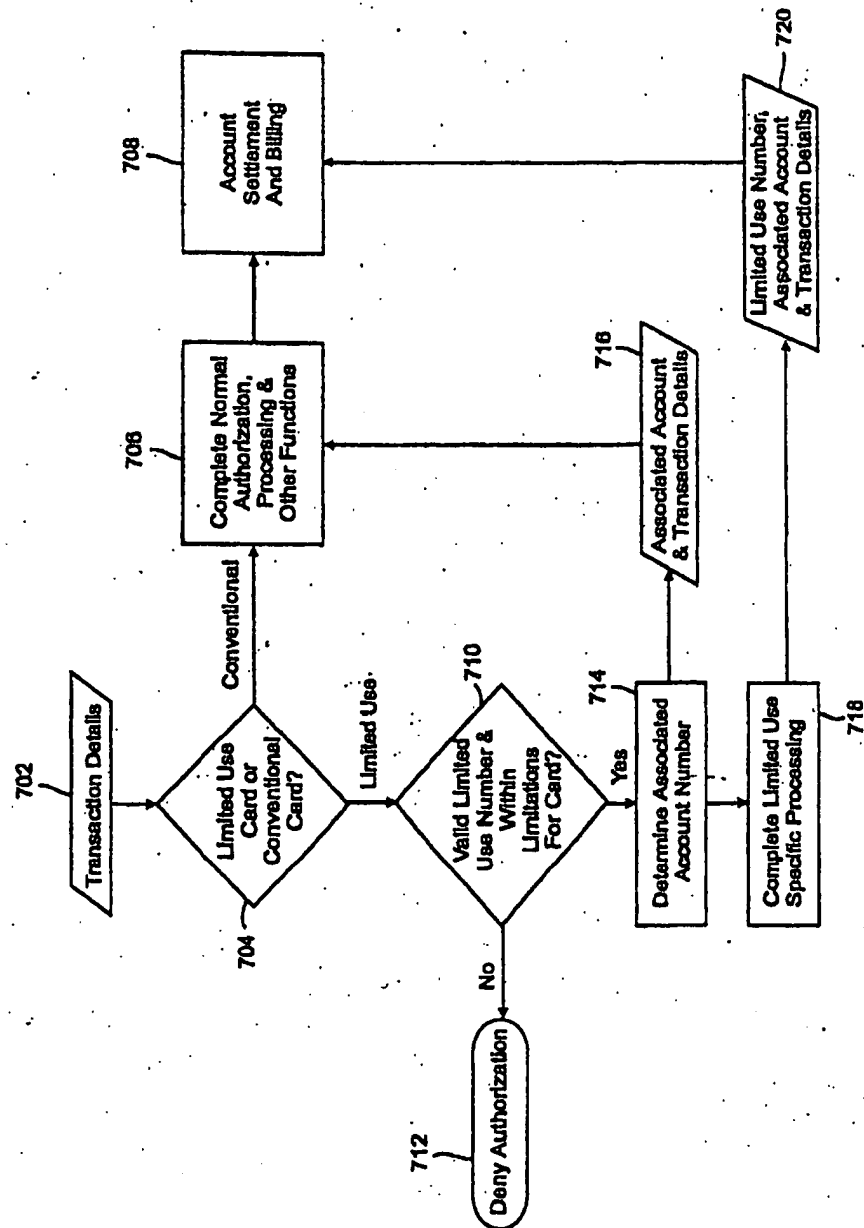 702
Transaction Details
704
Limited Use
Card or
Conventional
Card?
Conventional
706
Complete Normal
Authorization,
Processing &
Other Functions
708
Account
Settlement
And Billing
Limited Use
710
Valid Limited
Use Number &
Within
Limitations
For Card?
No
712
Deny Authorization
Yes
714
Determine Associated
Account Number
716
Associated Account
& Transaction Details
718
Complete Limited Use
Specific Processing
720
Limited Use Number,
Associated Account
& Transaction Details